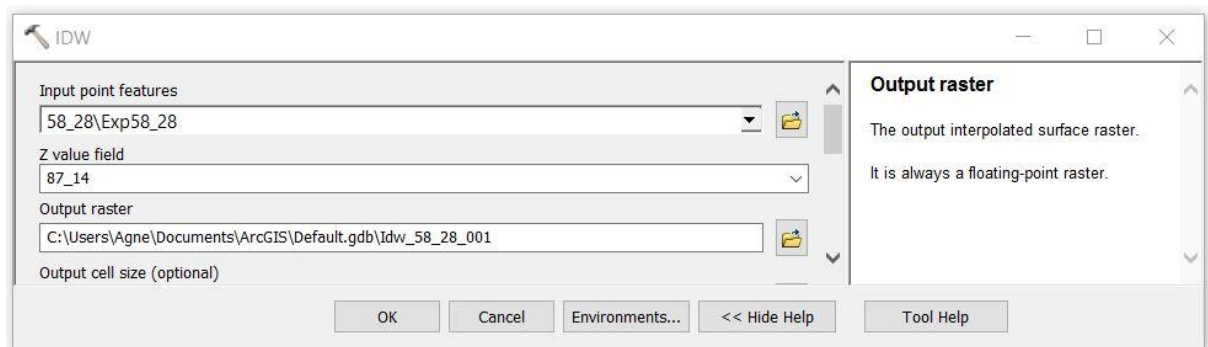 IDW
Input point features
58_28\Exp58_28
Z value field
87_14
Output raster
C:\Users\Agne\Documents\ArcGIS\Default.gdb\Idw_58_28_001
Output cell size (optional)
Output raster
The output interpolated surface raster.
It is always a floating-point raster.
OK
Cancel
Environments...
<< Hide Help
Tool Help